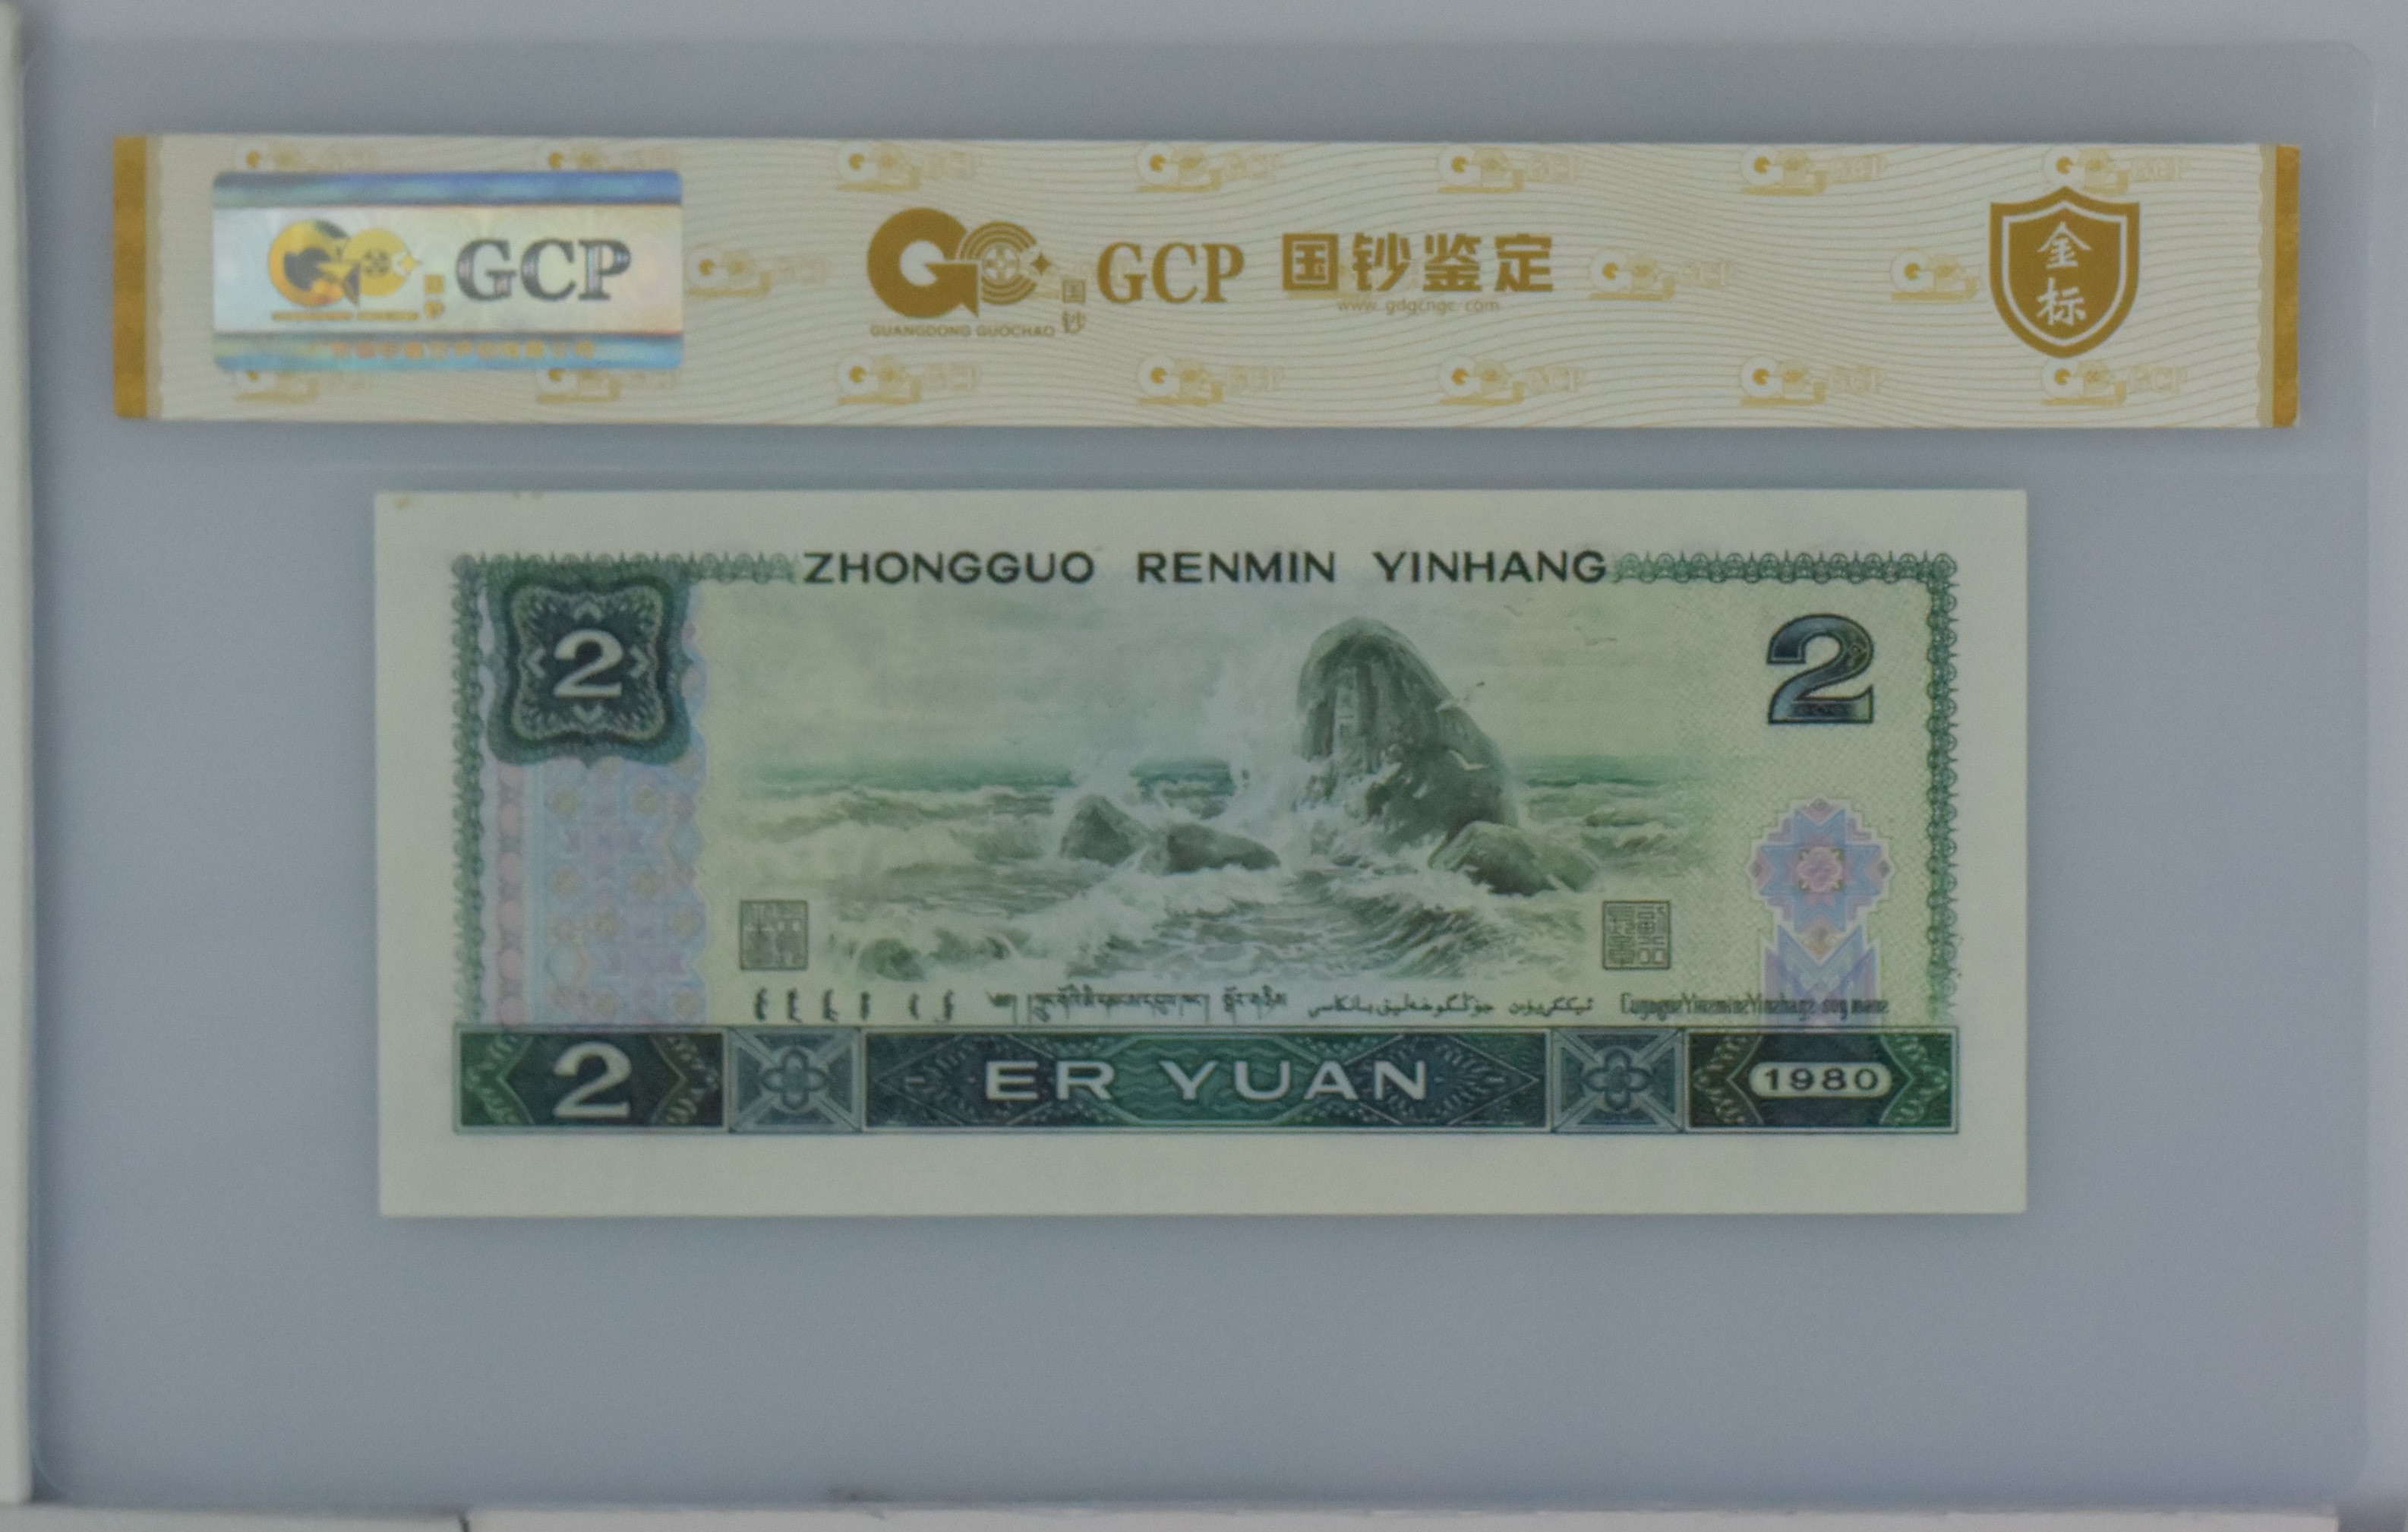 GCP
国钞
GCP 国钞鉴定
www.gdgcngc.com
GUANGDONG GUOCHAO
金标
ZHONGGUO RENMIN YINHANG
2
2
2
ER YUAN
1980